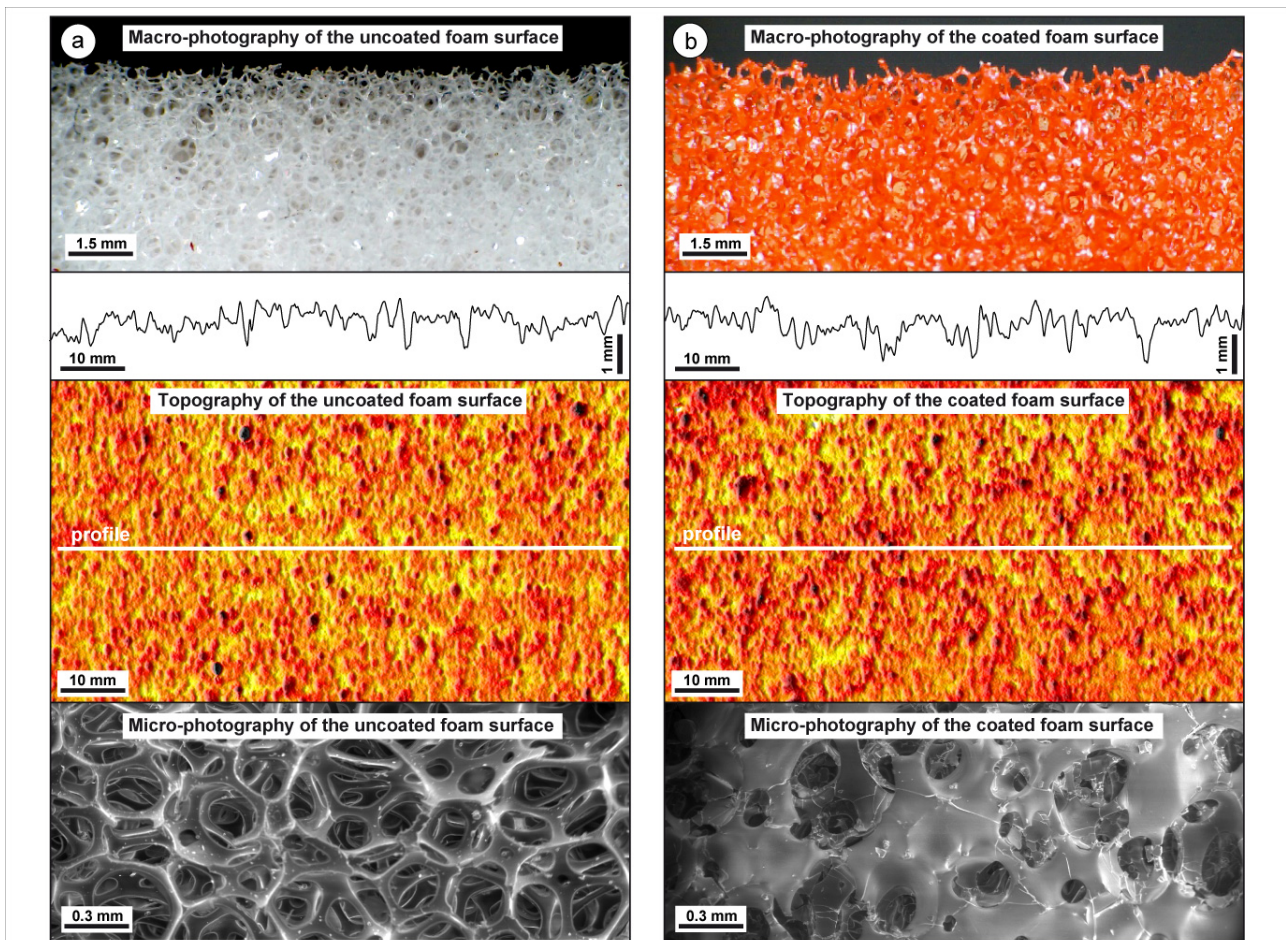 a
Macro-photography of the uncoated foam surface
1.5 mm
10 mm
1 mm
Topography of the uncoated foam surface
profile
10 mm
Micro-photography of the uncoated foam surface
0.3 mm
b
Macro-photography of the coated foam surface
1.5 mm
10 mm
1 mm
Topography of the coated foam surface
profile
10 mm
Micro-photography of the coated foam surface
0.3 mm